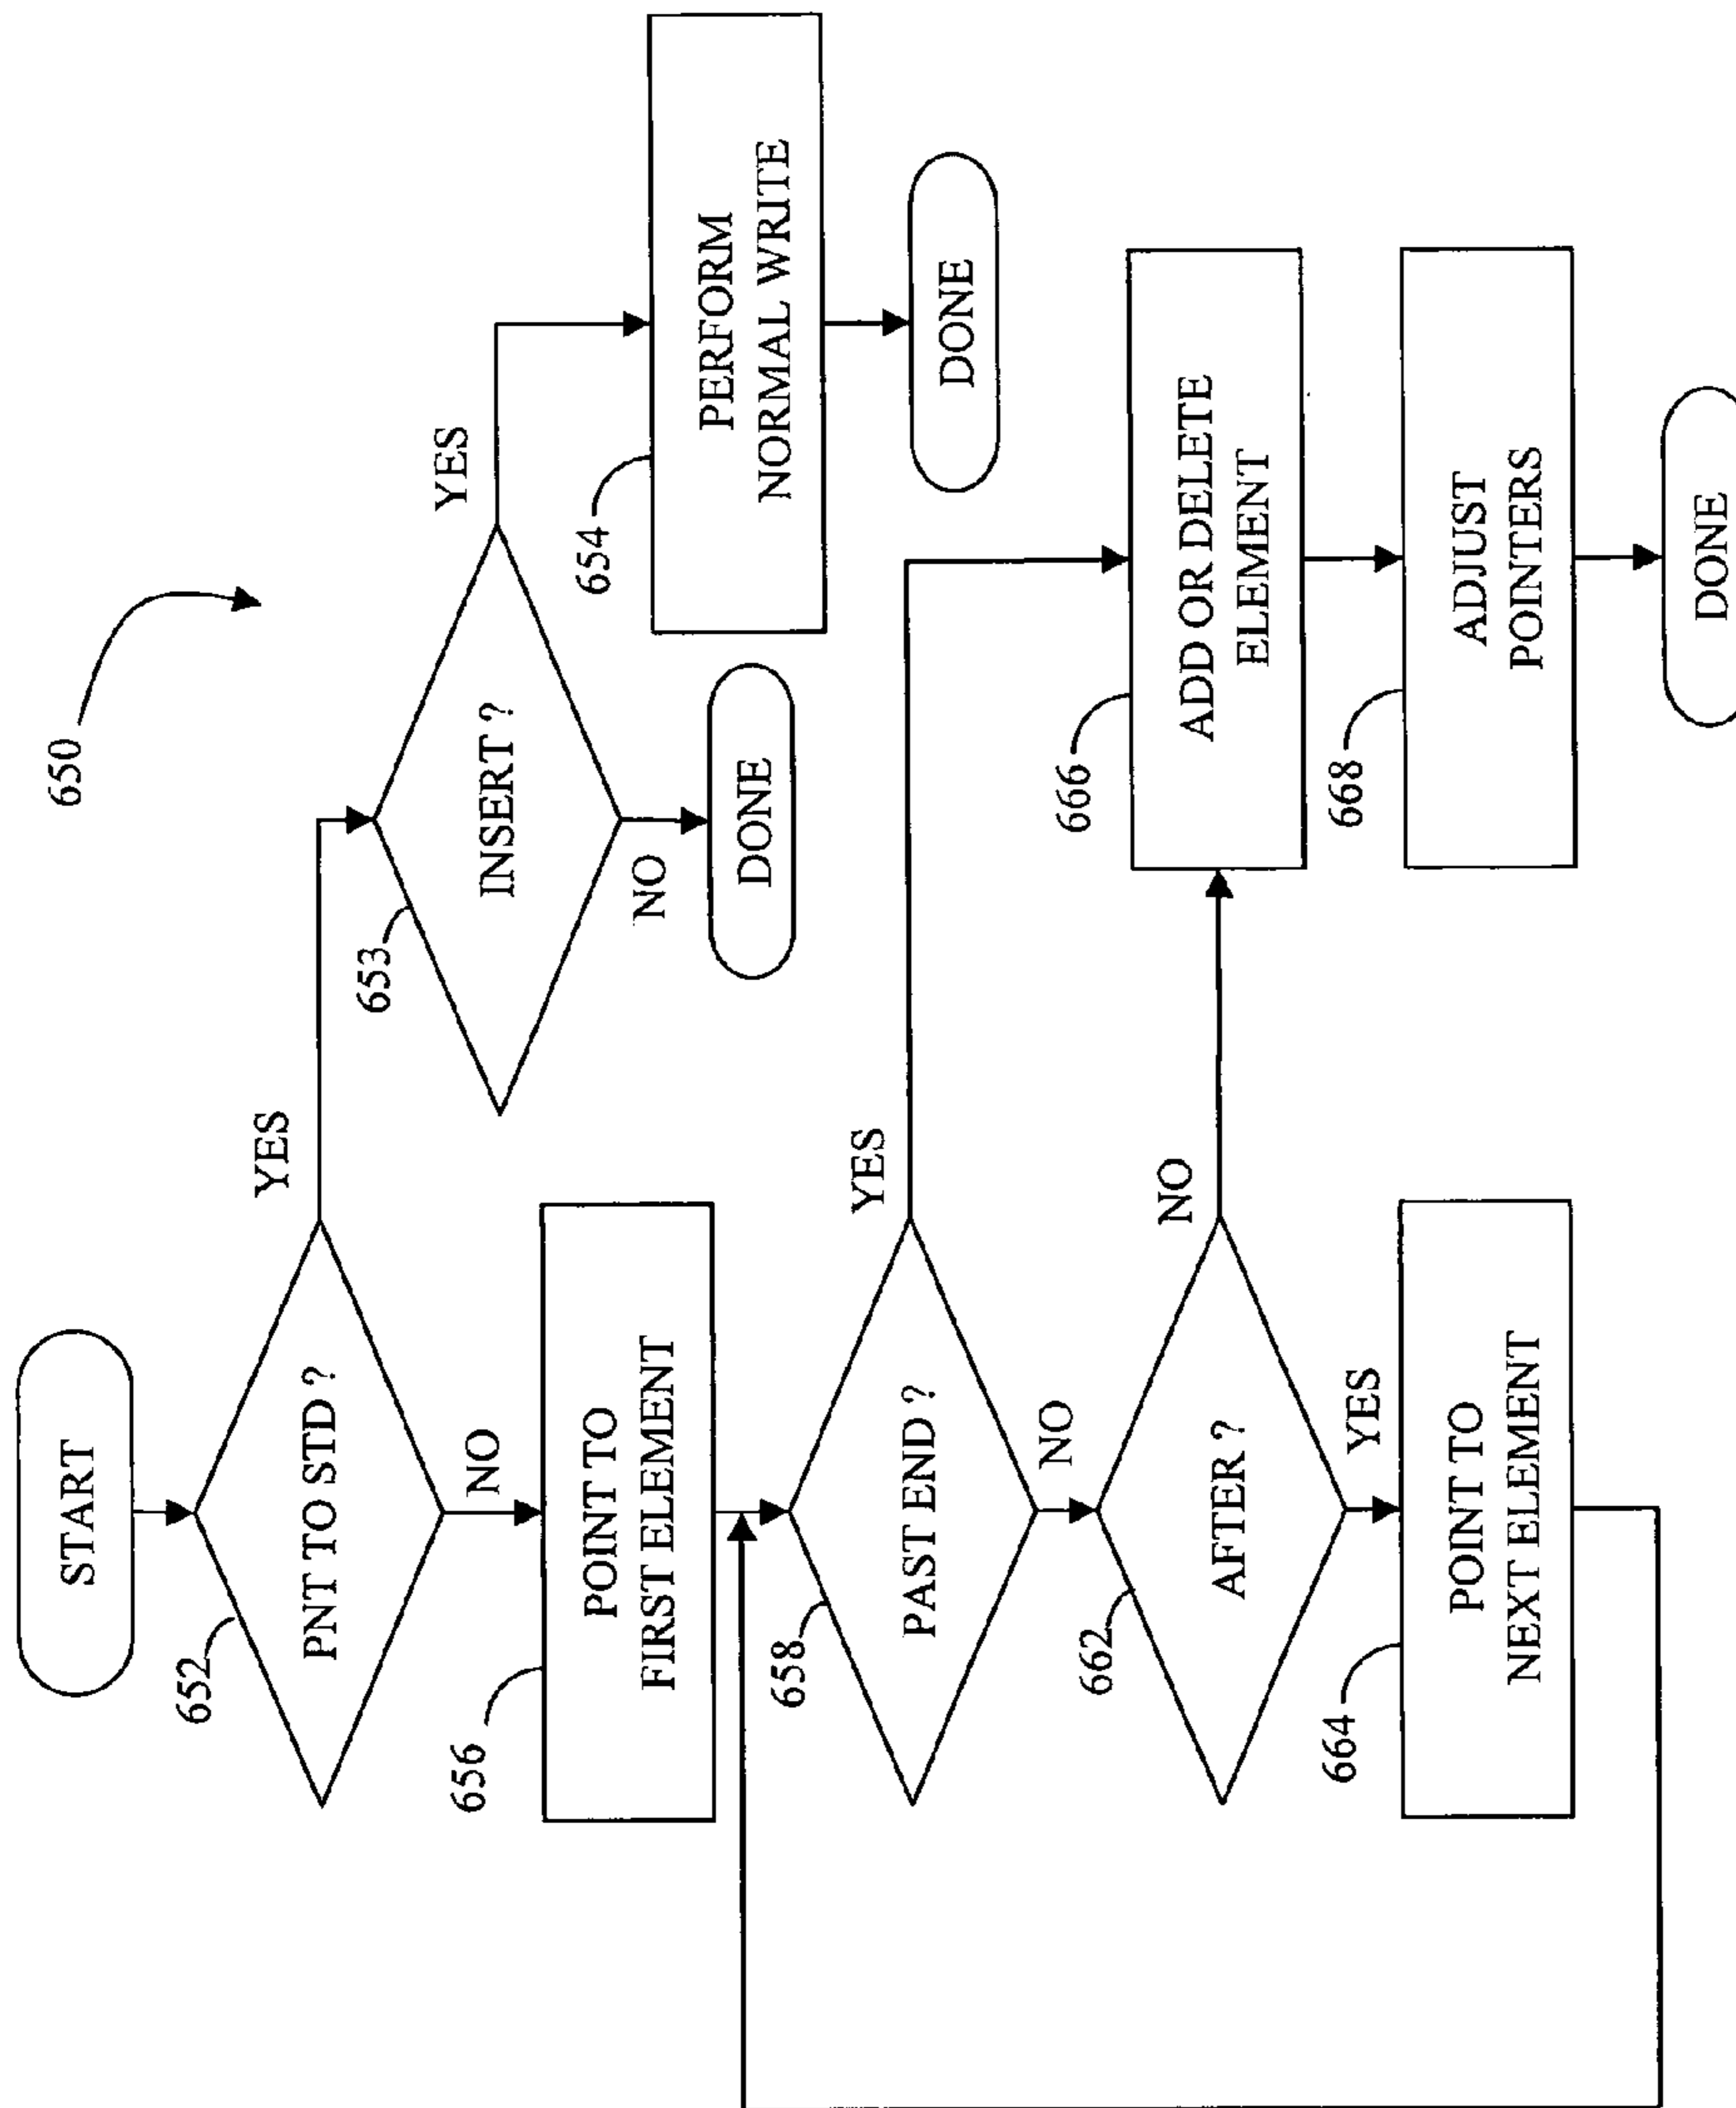 650
START
652
PNT TO STD ?
YES
NO
653
INSERT ?
YES
NO
DONE
654
PERFORM
NORMAL WRITE
DONE
656
POINT TO
FIRST ELEMENT
658
PAST END ?
YES
NO
662
AFTER ?
NO
YES
664
POINT TO
NEXT ELEMENT
666
ADD OR DELETE
ELEMENT
668
ADJUST
POINTERS
DONE